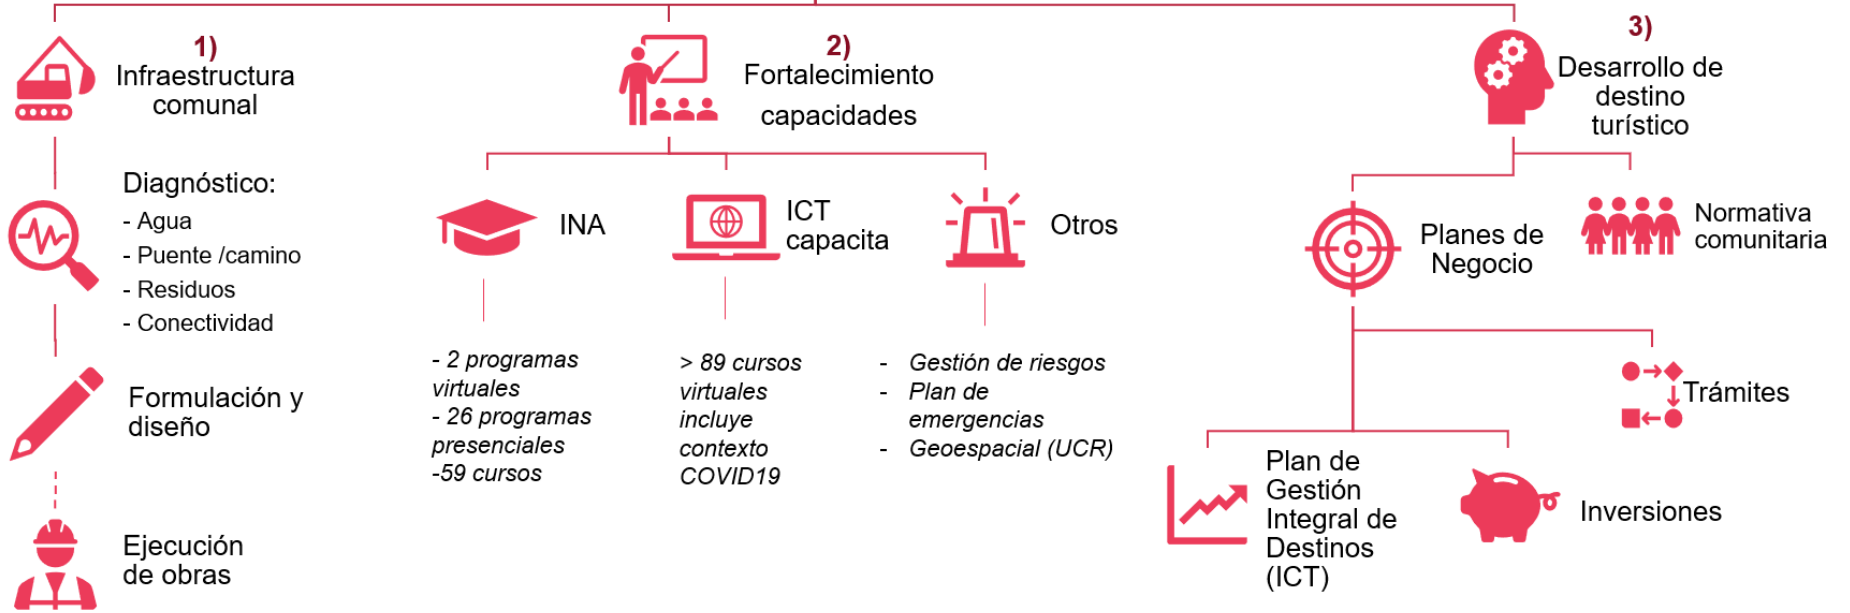 1)
Infraestructura
comunal
Diagnóstico:
- Agua
- Puente /camino
- Residuos
- Conectividad
Formulación y
diseño
Ejecución
de obras
2)
Fortalecimiento
capacidades
INA
- 2 programas
virtuales
- 26 programas
presenciales
-59 cursos
ICT
capacita
> 89 cursos
virtuales
incluye
contexto
COVID19
Otros
- Gestión de riesgos
- Plan de
emergencias
- Geoespacial (UCR)
3)
Desarrollo de
destino
turístico
Planes de
Negocio
Normativa
comunitaria
Trámites
Plan de
Gestión
Integral de
Destinos
(ICT)
Inversiones